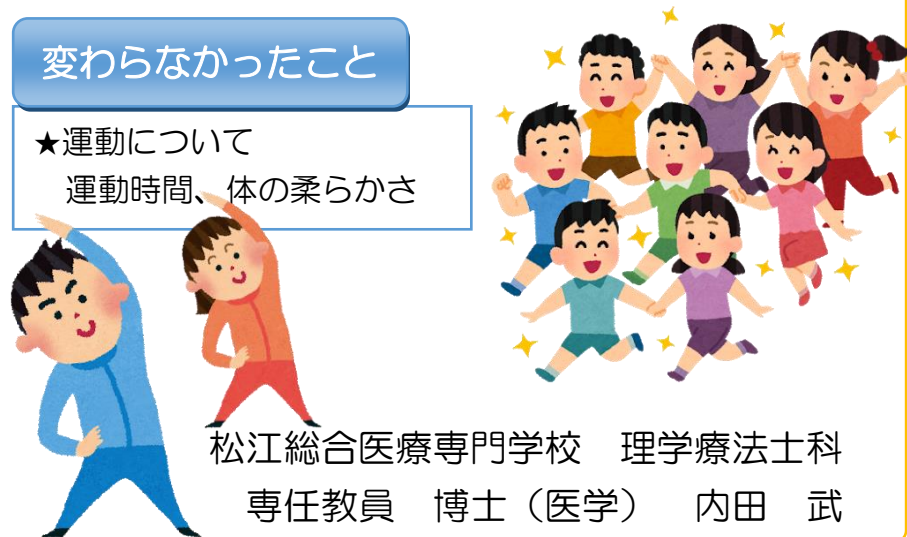 変わらなかったこと
★運動について
運動時間、体の柔らかさ
松江総合医療専門学校　理学療法士科
専任教員　博士（医学）　内田　武